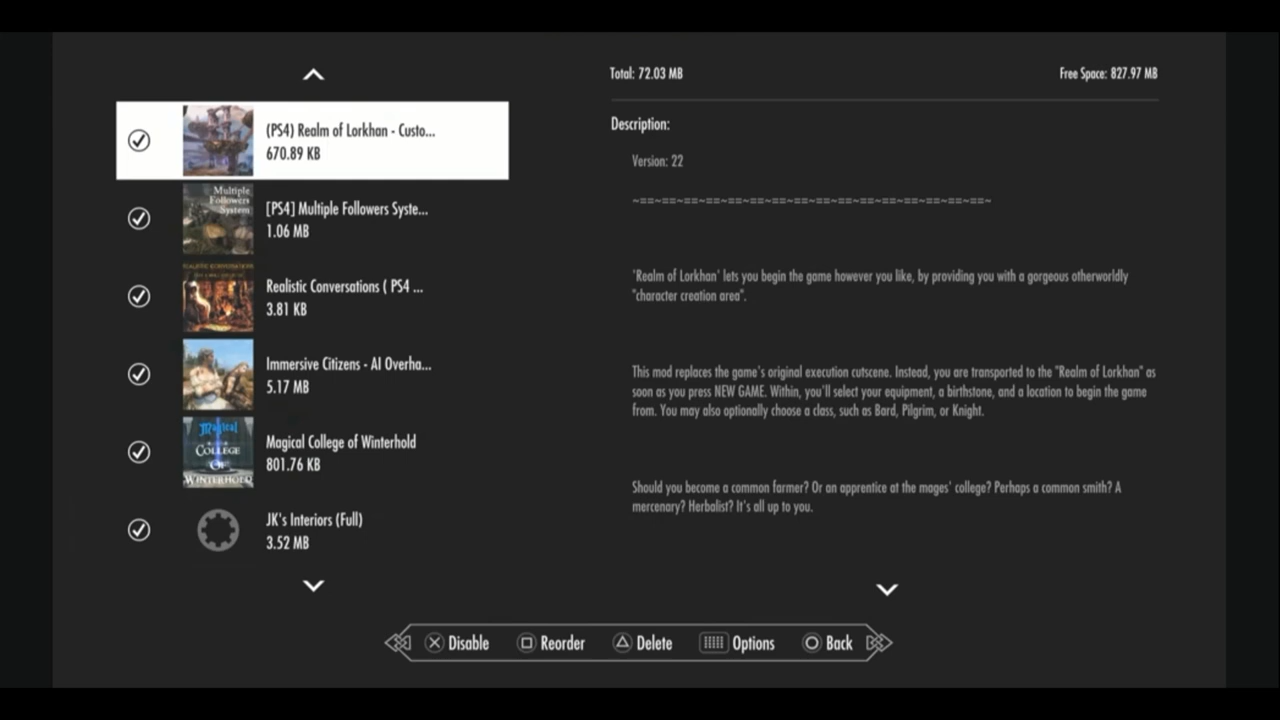 Total: 72.03 MB
Free Space: 827.97 MB
(PS4) Realm of Lorkhan - Custo...
670.89 KB
Multiple
Followers
System
[PS4] Multiple Followers Syste...
1.06 MB
Realistic Conversations ( PS4 ...
3.81 KB
Immersive Citizens - AI Overha...
5.17 MB
Magical
College
Of
Winterhold
Magical College of Winterhold
801.76 KB
JK's Interiors (Full)
3.52 MB
Description:
Version: 22
~==~==~==~==~==~==~==~==~==~==~==~==~==~==~==~==~
'Realm of Lorkhan' lets you begin the game however you like, by providing you with a gorgeous otherworldly
"character creation area".
This mod replaces the game's original execution cutscene. Instead, you are transported to the "Realm of Lorkhan" as
soon as you press NEW GAME. Within, you'll select your equipment, a birthstone, and a location to begin the game
from. You may also optionally choose a class, such as Bard, Pilgrim, or Knight.
Should you become a common farmer? Or an apprentice at the mages' college? Perhaps a common smith? A
mercenary? Herbalist? It's all up to you.
Disable
Reorder
Delete
Options
Back